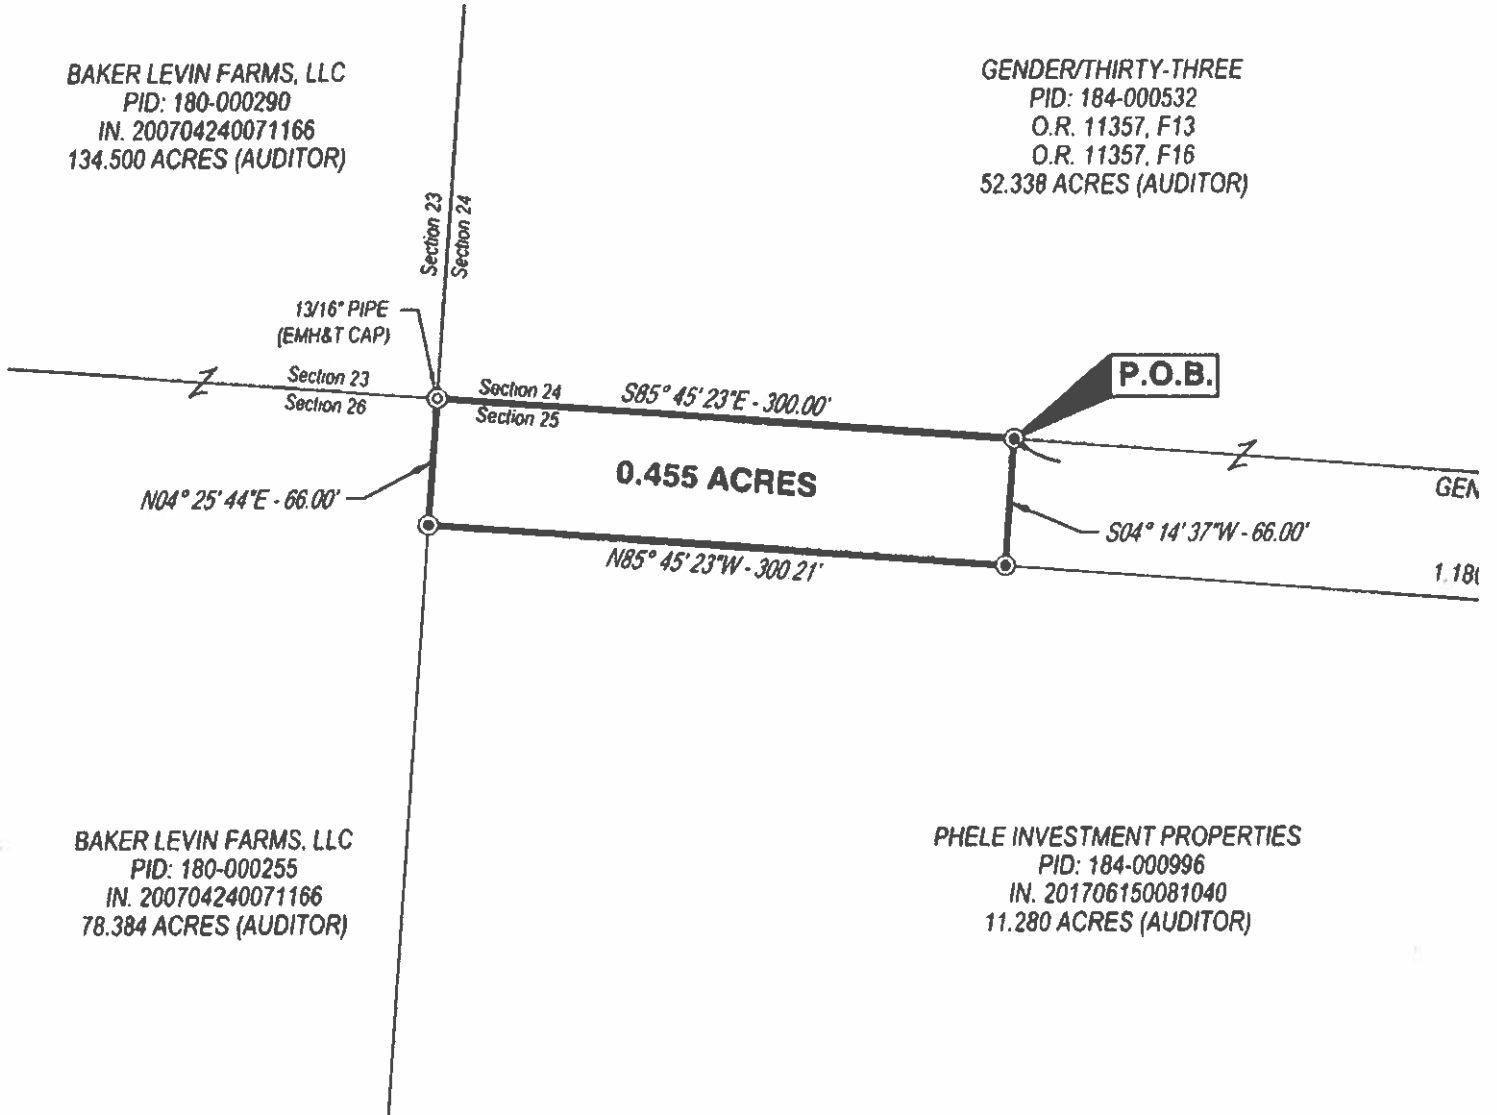 BAKER LEVIN FARMS, LLC
PID: 180-000290
IN. 200704240071166
134.500 ACRES (AUDITOR)
GENDER/THIRTY-THREE
PID: 184-000532
O.R. 11357, F13
O.R. 11357, F16
52.338 ACRES (AUDITOR)
Section 23
Section 24
13/16" PIPE
(EMH&T CAP)
Section 23
Section 26
Section 24
Section 25
S85° 45' 23"E - 300.00'
P.O.B.
0.455 ACRES
N04° 25' 44"E - 66.00'
GEN
S04° 14' 37"W - 66.00'
N85° 45' 23"W - 300.21'
1.180
BAKER LEVIN FARMS, LLC
PID: 180-000255
IN. 200704240071166
78.384 ACRES (AUDITOR)
PHELE INVESTMENT PROPERTIES
PID: 184-000996
IN. 201706150081040
11.280 ACRES (AUDITOR)